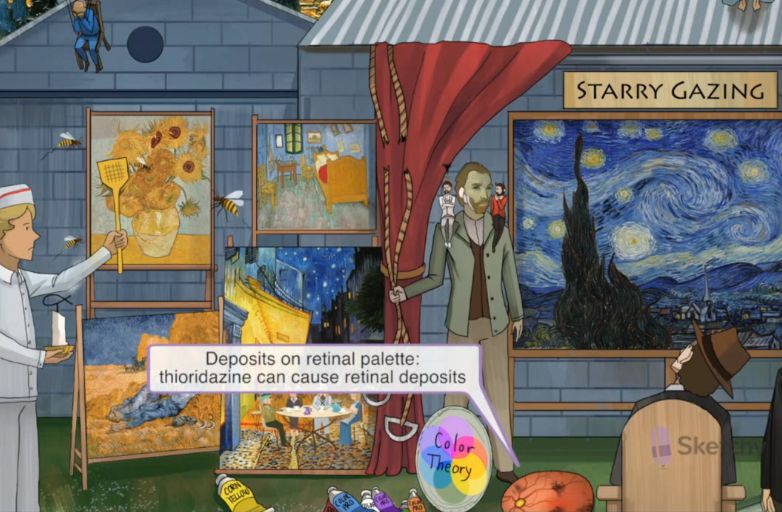 STARRY GAZING
Deposits on retinal palette:
thioridazine can cause retinal deposits
Color
Theory
CORN
YELLOW
Sketchy